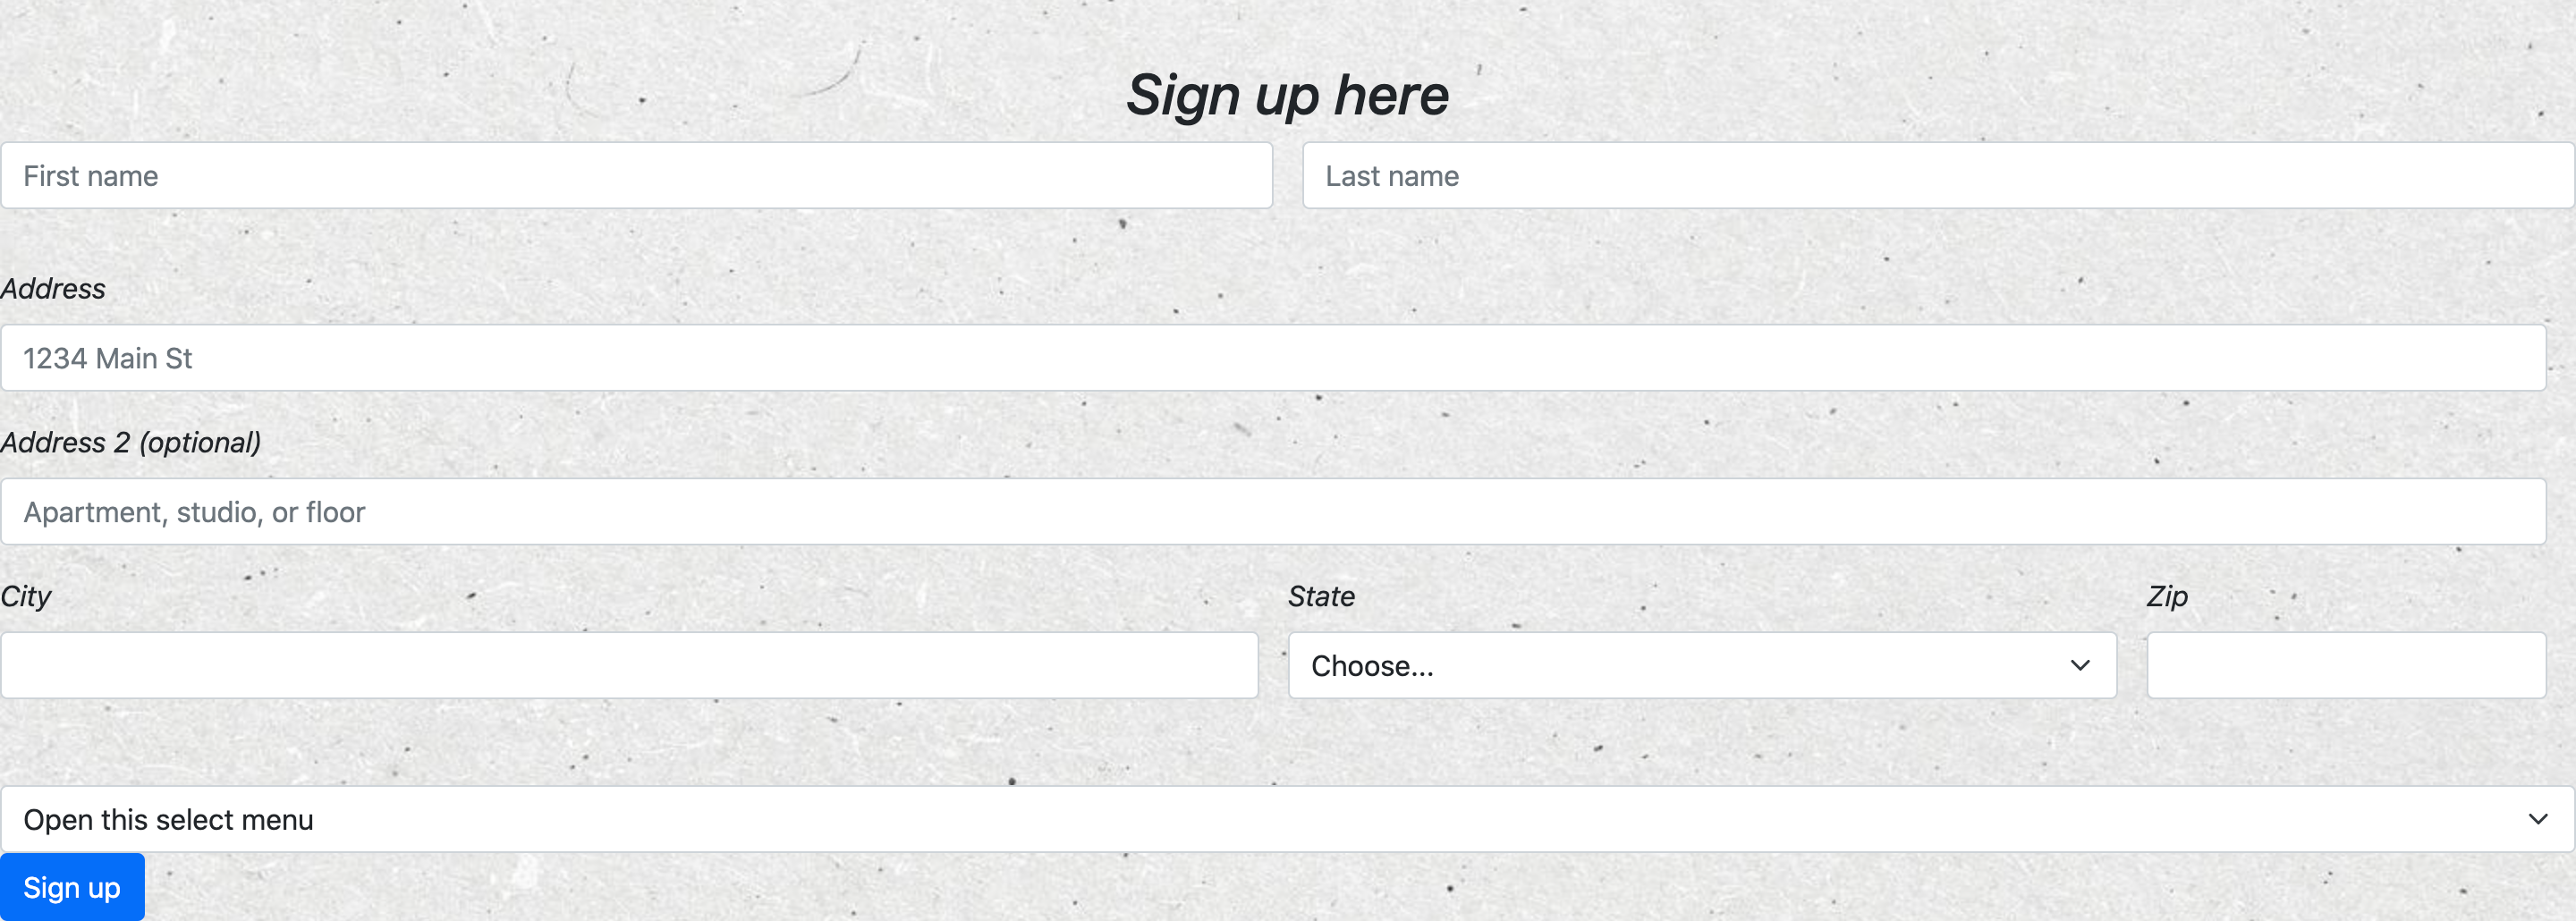 Sign up here
First name Last name
Address
1234 Main St
Address 2 (optional)
Apartment, studio, or floor
City State Zip
Choose...
Open this select menu
Sign up